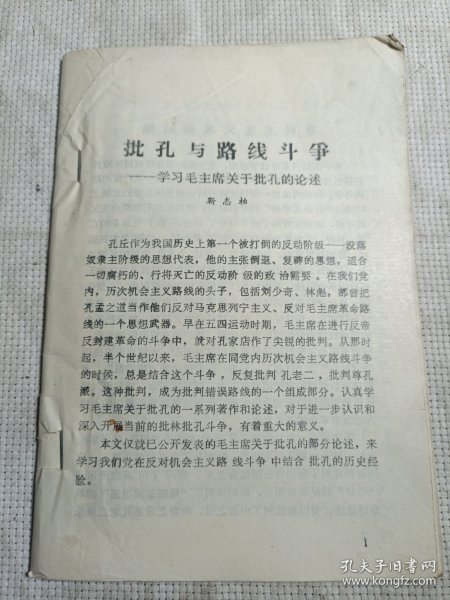 批孔与路线斗争
——学习毛主席关于批孔的论述
靳志柏
孔丘作为我国历史上第一个被打倒的反动阶级——没落
奴隶主阶级的思想代表，他的主张倒退、复辟的思想，适合
一切腐朽的、行将灭亡的反动阶级的政治需要。在我们党
内，历次机会主义路线的头子，包括刘少奇、林彪，都曾把
孔孟之道当作他们反对马克思列宁主义、反对毛主席革命路
线的一个思想武器。早在五四运动时期，毛主席在进行反帝
反封建革命的斗争中，就对孔家店作了尖锐的批判。从那时
起，半个世纪以来，毛主席在同党内历次机会主义路线斗争
的时候，总是结合这个斗争，反复批判孔老二，批判尊孔
派。这种批判，成为批判错误路线的一个组成部分。认真学
习毛主席关于批孔的一系列著作和论述，对于进一步认识和
深入开展当前的批林批孔斗争，有着重大的意义。
本文仅就已公开发表的毛主席关于批孔的部分论述，来
学习我们党在反对机会主义路线斗争中结合批孔的历史经
验。
1
孔夫子旧书网
www.kongfz.com